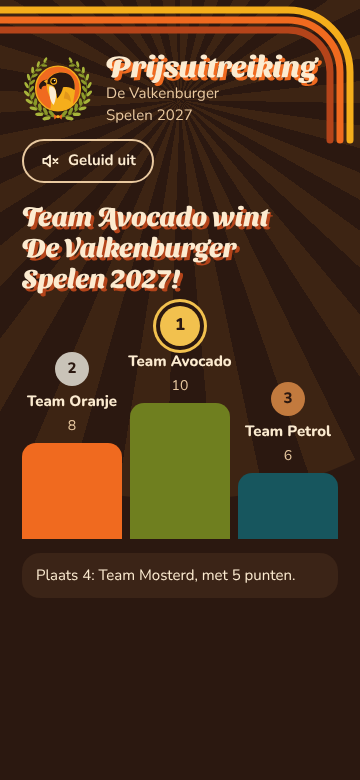 Prijsuitreiking
De Valkenburger
Spelen 2027
Geluid uit
Team Avocado wint
De Valkenburger
Spelen 2027!
1
Team Avocado
10
2
Team Oranje
8
3
Team Petrol
6
Plaats 4: Team Mosterd, met 5 punten.